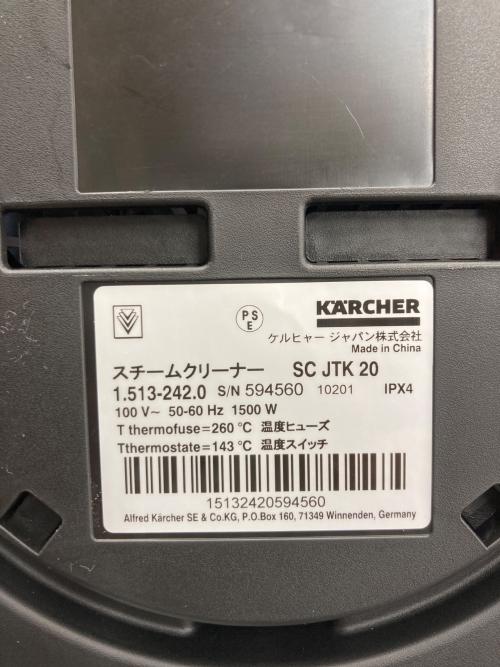 PS
E
KÄRCHER
ケルヒャー ジャパン株式会社
Made in China
スチームクリーナー SC JTK 20
1.513-242.0 S/N 594560 10201 IPX4
100 V~ 50-60 Hz 1500 W
T thermofuse=260 °C 温度ヒューズ
Tthermostate=143 °C 温度スイッチ
15132420594560
Alfred Kärcher SE & Co.KG, P.O.Box 160, 71349 Winnenden, Germany